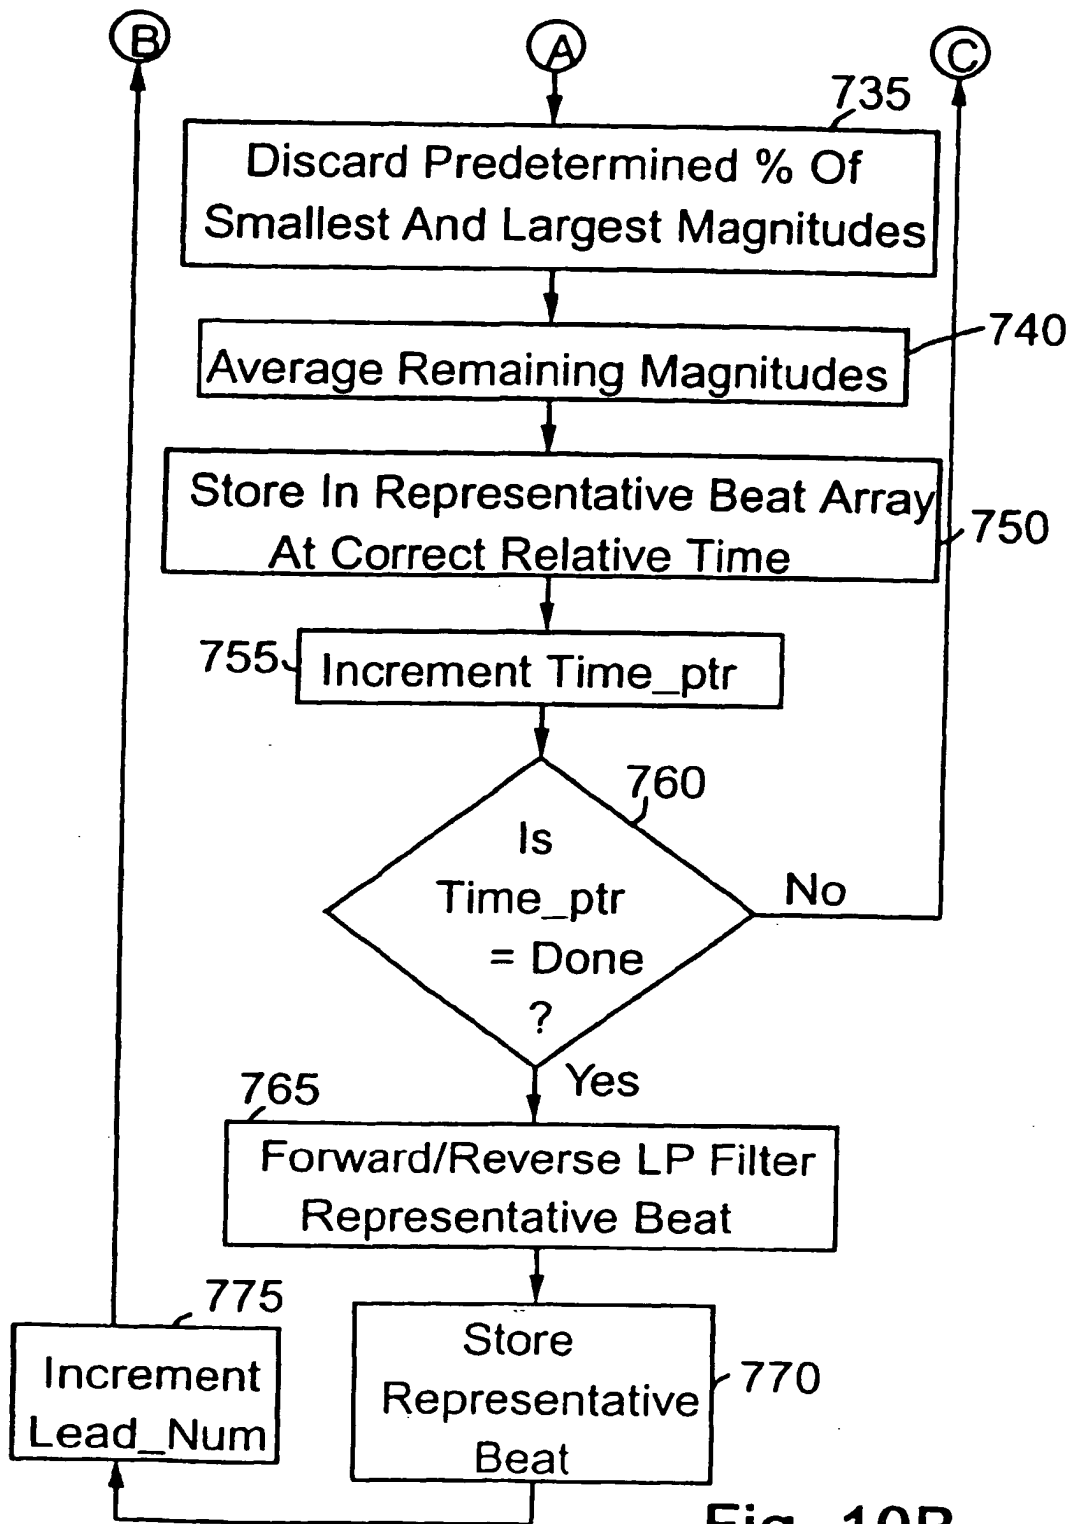 B
A
C
735
Discard Predetermined % Of
Smallest And Largest Magnitudes
740
Average Remaining Magnitudes
Store In Representative Beat Array
At Correct Relative Time
750
755
Increment Time_ptr
760
Is
Time_ptr
= Done
?
No
Yes
765
Forward/Reverse LP Filter
Representative Beat
775
Increment
Lead_Num
Store
Representative
Beat
770
Fig. 10B